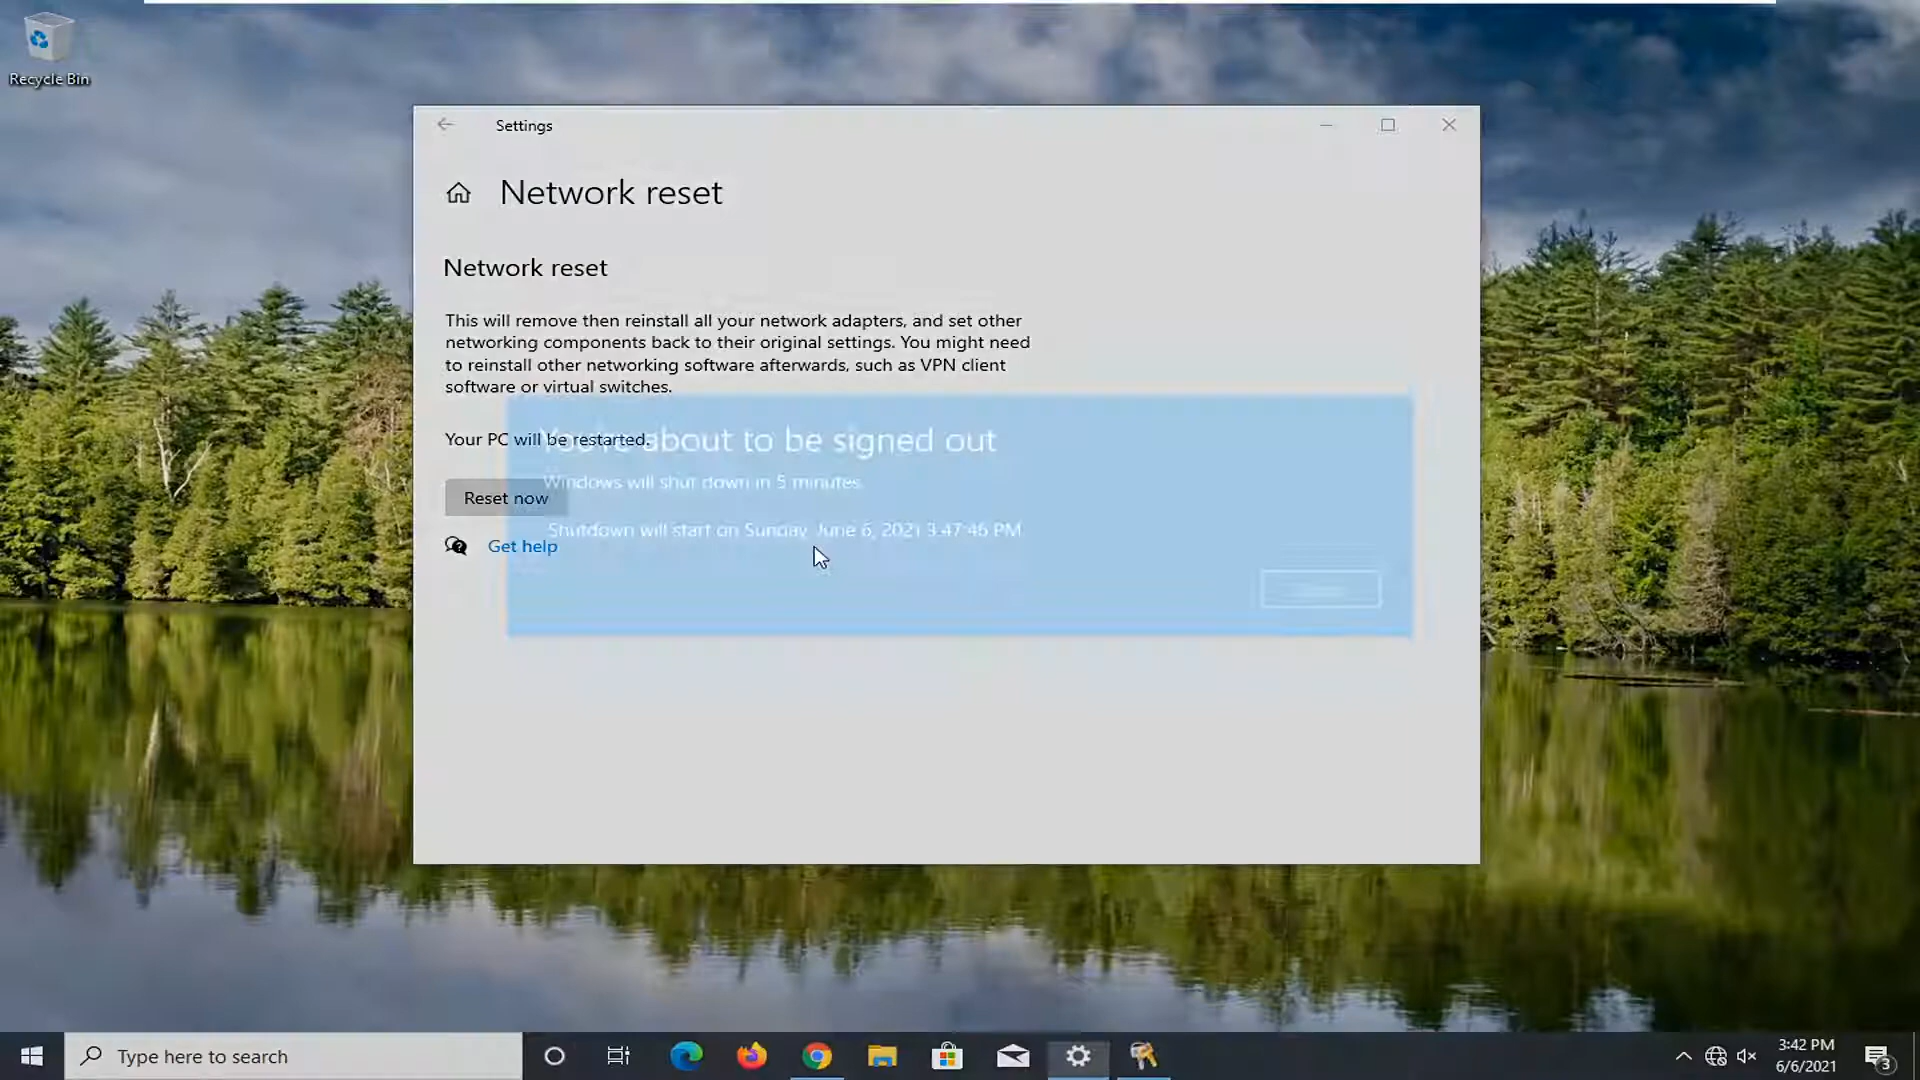 Recycle Bin
Settings
Network reset
Network reset
This will remove then reinstall all your network adapters, and set other
networking components back to their original settings. You might need
to reinstall other networking software afterwards, such as VPN client
software or virtual switches.
Your PC will be restarted.
You're about to be signed out
Windows will shut down in 5 minutes.
Reset now
Shutdown will start on Sunday, June 6, 2021 3:47:46 PM.
Get help
Type here to search
3:42 PM
6/6/2021
3